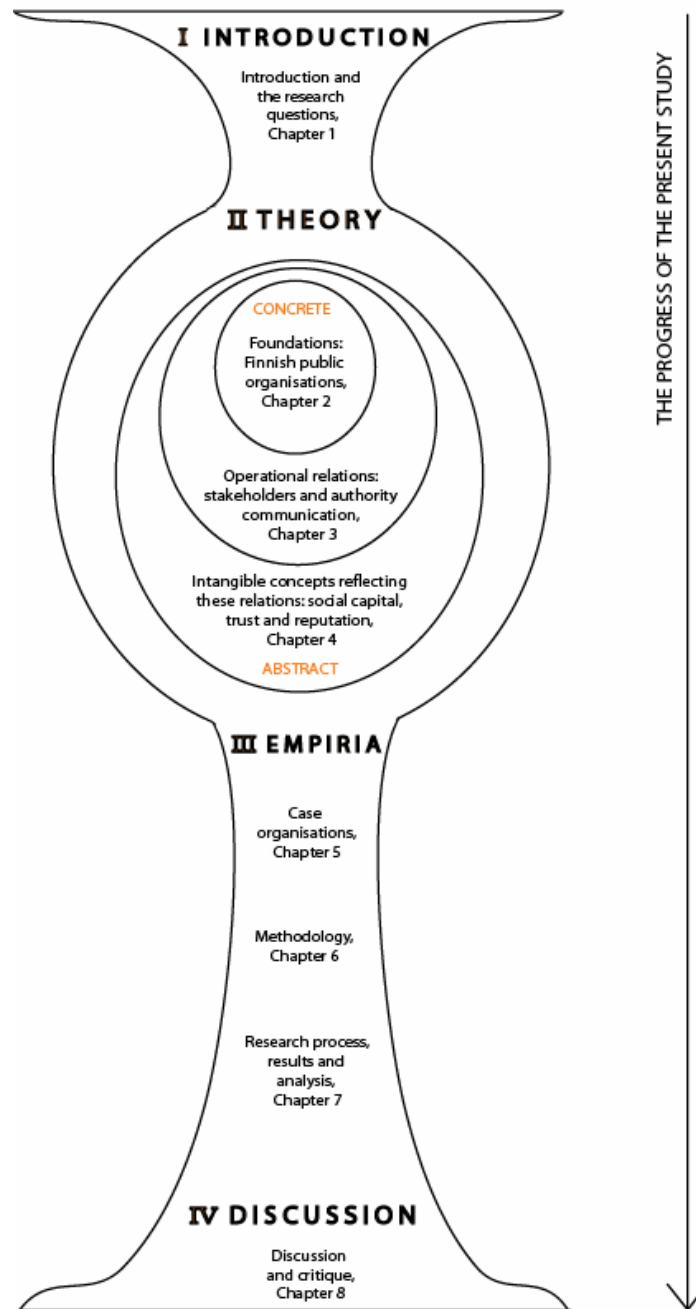 I INTRODUCTION
Introduction and
the research
questions,
Chapter 1
II THEORY
CONCRETE
Foundations:
Finnish public
organisations,
Chapter 2
Operational relations:
stakeholders and authority
communication,
Chapter 3
Intangible concepts reflecting
these relations: social capital,
trust and reputation,
Chapter 4
ABSTRACT
III EMPIRIA
Case
organisations,
Chapter 5
Methodology,
Chapter 6
Research process,
results and
analysis,
Chapter 7
IV DISCUSSION
Discussion
and critique,
Chapter 8
THE PROGRESS OF THE PRESENT STUDY